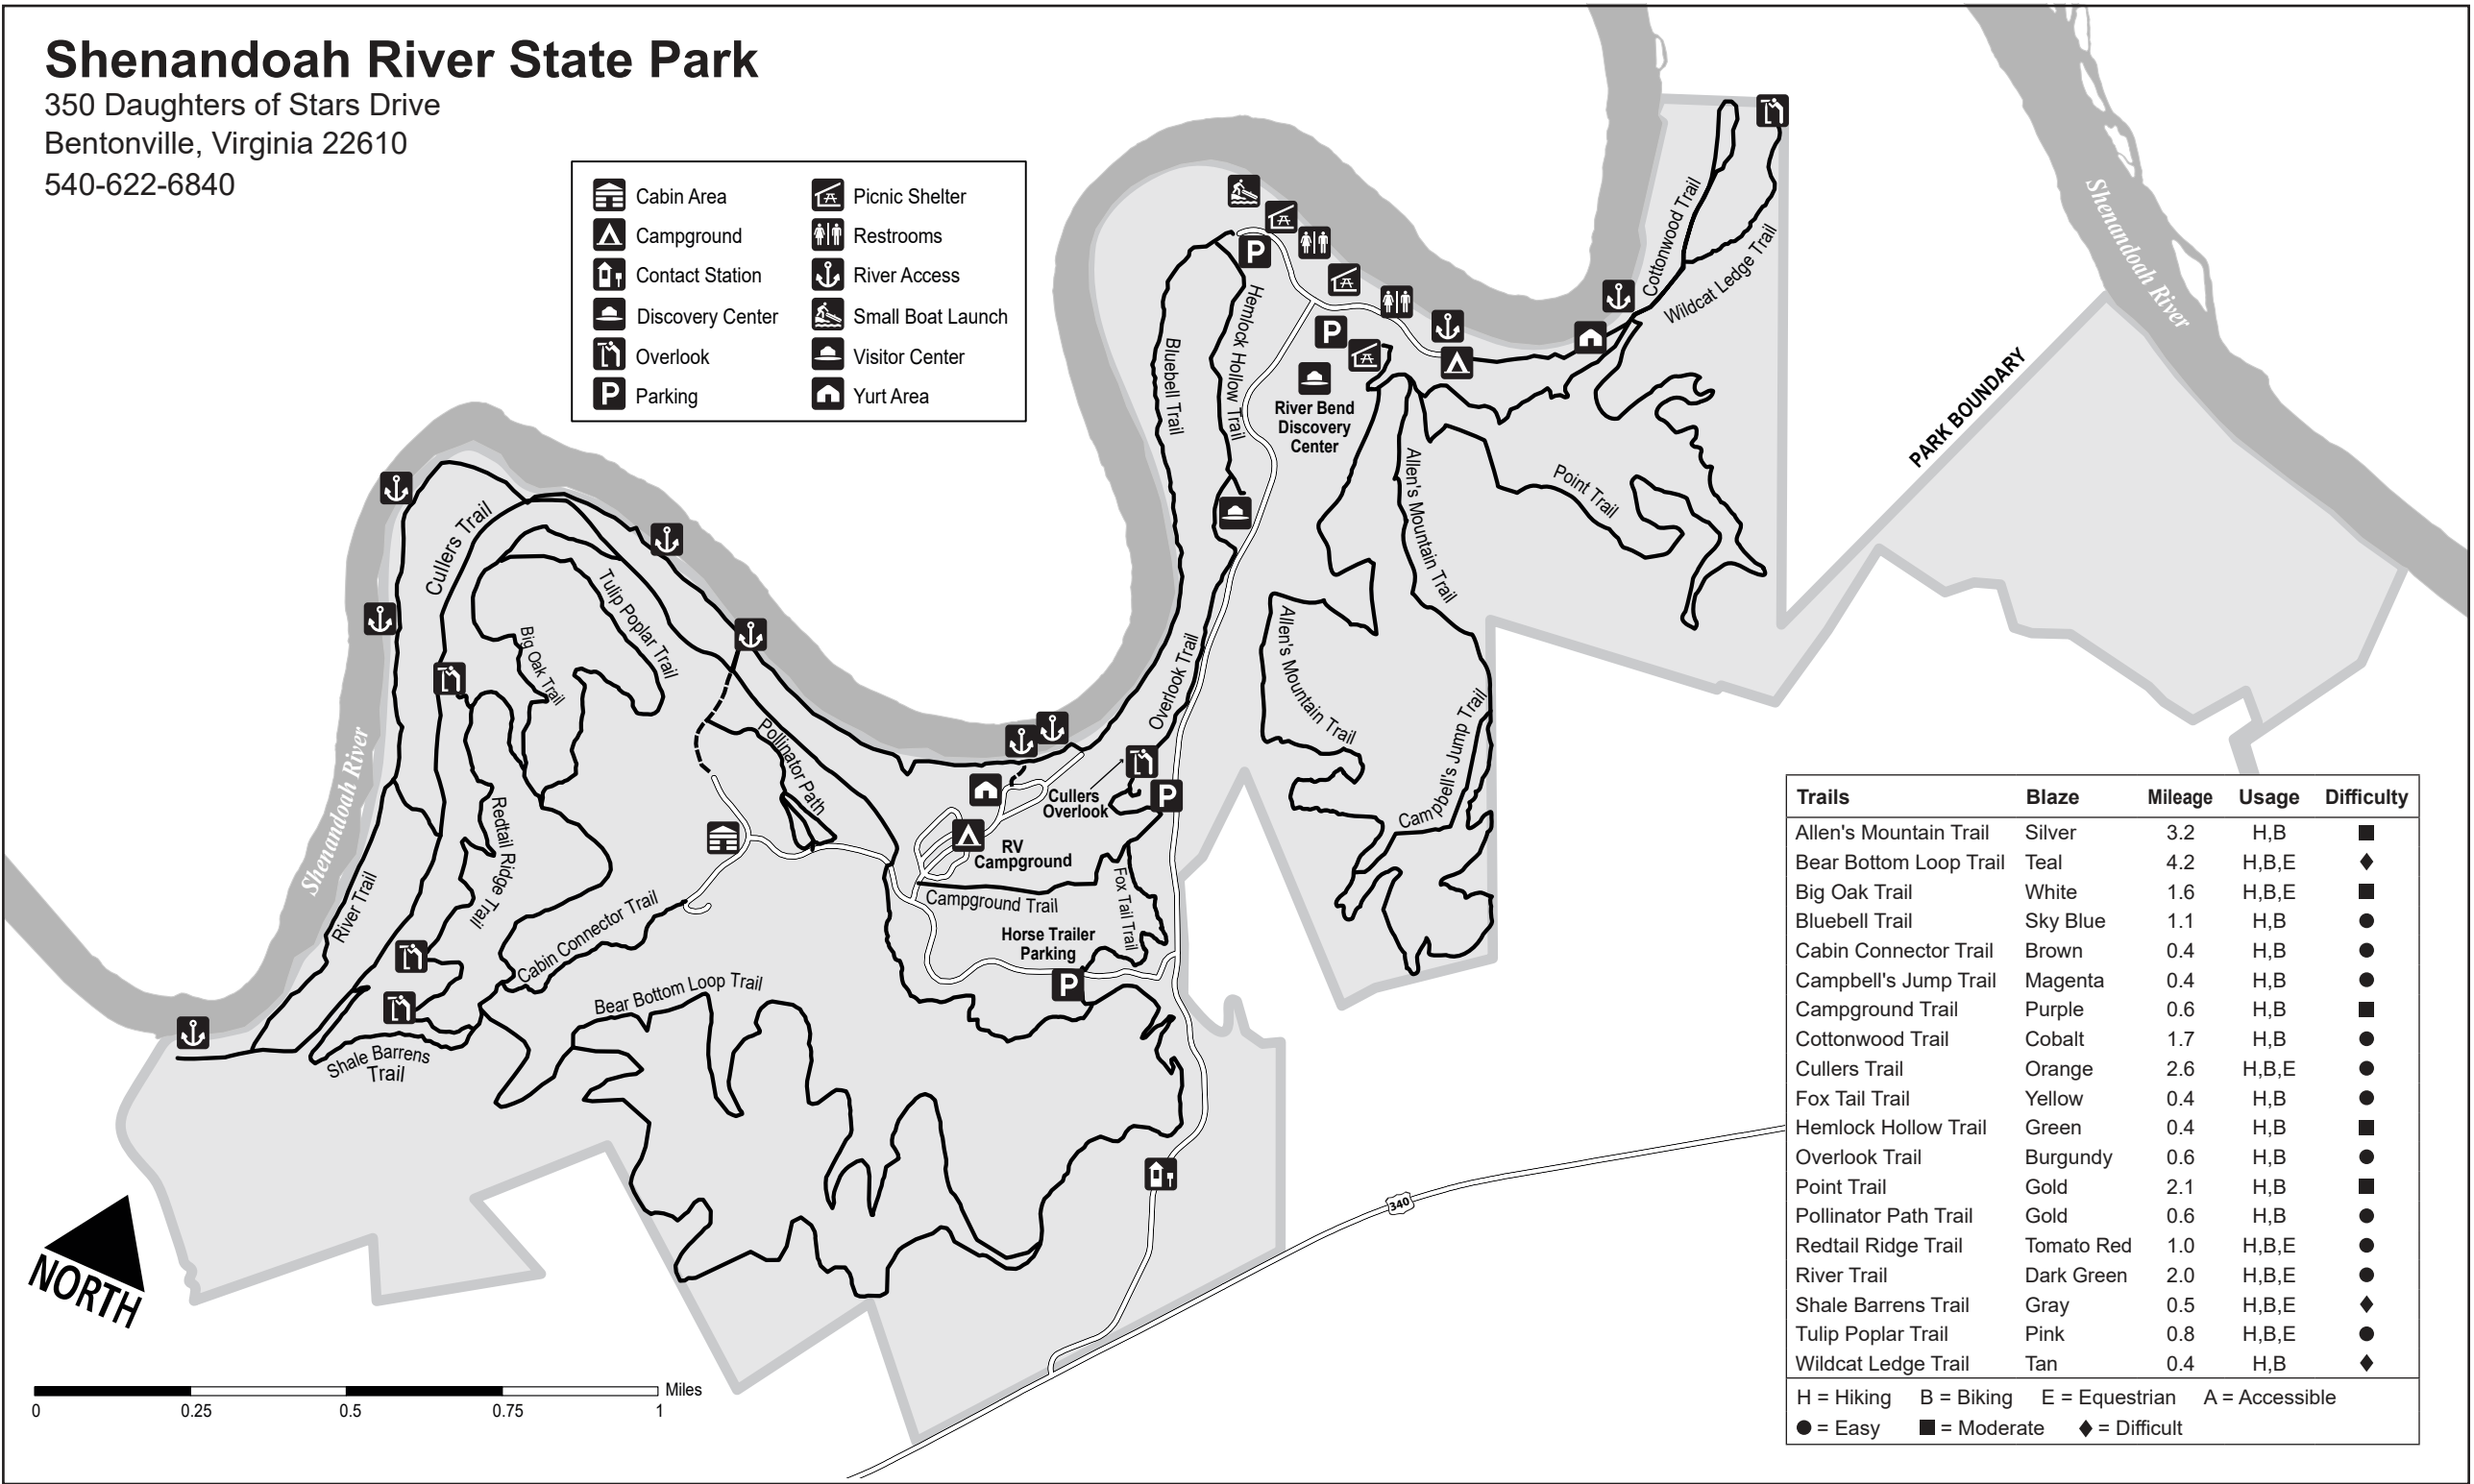 Shenandoah River State Park
350 Daughters of Stars Drive
Bentonville, Virginia 22610
540-622-6840
Cabin Area
Campground
Contact Station
Discovery Center
Overlook
P Parking
Picnic Shelter
Restrooms
River Access
Small Boat Launch
Visitor Center
Yurt Area
Shenandoah River
Shenandoah River
PARK BOUNDARY
Cottonwood Trail
Wildcat Ledge Trail
P
P
Hemlock Hollow Trail
Bluebell Trail
River Bend
Discovery
Center
Allen's Mountain Trail
Point Trail
Cullers Trail
Tulip Poplar Trail
Big Oak Trail
Overlook Trail
Allen's Mountain Trail
Campbell's Jump Trail
Pollinator Path
Cullers
Overlook
P
RV
Campground
Redtail Ridge Trail
River Trail
Fox Tail Trail
Campground Trail
Cabin Connector Trail
Horse Trailer
Parking
P
Bear Bottom Loop Trail
Shale Barrens
Trail
340
NORTH
Miles
0 0.25 0.5 0.75 1
Trails Blaze Mileage Usage Difficulty
Allen's Mountain Trail Silver 3.2 H,B ■
Bear Bottom Loop Trail Teal 4.2 H,B,E ♦
Big Oak Trail White 1.6 H,B,E ■
Bluebell Trail Sky Blue 1.1 H,B ●
Cabin Connector Trail Brown 0.4 H,B ●
Campbell's Jump Trail Magenta 0.4 H,B ●
Campground Trail Purple 0.6 H,B ■
Cottonwood Trail Cobalt 1.7 H,B ●
Cullers Trail Orange 2.6 H,B,E ●
Fox Tail Trail Yellow 0.4 H,B ●
Hemlock Hollow Trail Green 0.4 H,B ■
Overlook Trail Burgundy 0.6 H,B ●
Point Trail Gold 2.1 H,B ■
Pollinator Path Trail Gold 0.6 H,B ●
Redtail Ridge Trail Tomato Red 1.0 H,B,E ●
River Trail Dark Green 2.0 H,B,E ●
Shale Barrens Trail Gray 0.5 H,B,E ♦
Tulip Poplar Trail Pink 0.8 H,B,E ●
Wildcat Ledge Trail Tan 0.4 H,B ♦
H = Hiking B = Biking E = Equestrian A = Accessible
● = Easy ■ = Moderate ♦ = Difficult